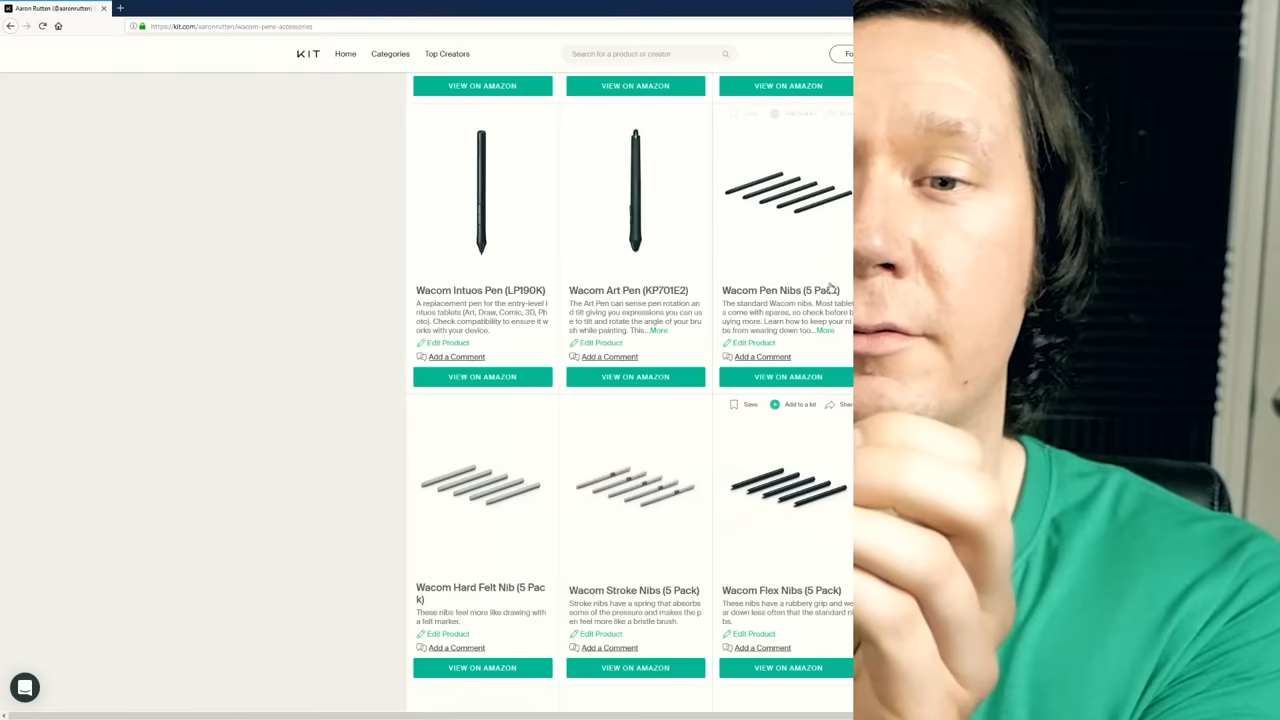 Aaron Rutten (@aaronrutten) |
https://kit.com/aaronrutten/wacom-pens-accessories
KIT Home Categories Top Creators Search for a product or creator Fo
VIEW ON AMAZON VIEW ON AMAZON VIEW ON AMAZON
Save Add to a kit
Wacom Intuos Pen (LP190K)
A replacement pen for the entry-level I
ntuos tablets (Art, Draw, Comic, 3D, Ph
oto). Check compatibility to ensure it w
orks with your device.
Edit Product
Add a Comment
VIEW ON AMAZON
Wacom Art Pen (KP701E2)
The Art Pen can sense pen rotation an
d tilt giving you expressions you can us
e to tilt and rotate the angle of your bru
sh while painting. This...More
Edit Product
Add a Comment
VIEW ON AMAZON
Wacom Pen Nibs (5 Pack)
The standard Wacom nibs. Most tablet
s come with spares, so check before b
uying more. Learn how to keep your ni
bs from wearing down too...More
Edit Product
Add a Comment
VIEW ON AMAZON
Wacom Hard Felt Nib (5 Pac
k)
These nibs feel more like drawing with
a felt marker.
Edit Product
Add a Comment
VIEW ON AMAZON
Wacom Stroke Nibs (5 Pack)
Stroke nibs have a spring that absorbs
some of the pressure and makes the p
en feel more like a bristle brush.
Edit Product
Add a Comment
VIEW ON AMAZON
Save Add to a kit Shar
Wacom Flex Nibs (5 Pack)
These nibs have a rubbery grip and we
ar down less often that the standard ni
bs.
Edit Product
Add a Comment
VIEW ON AMAZON